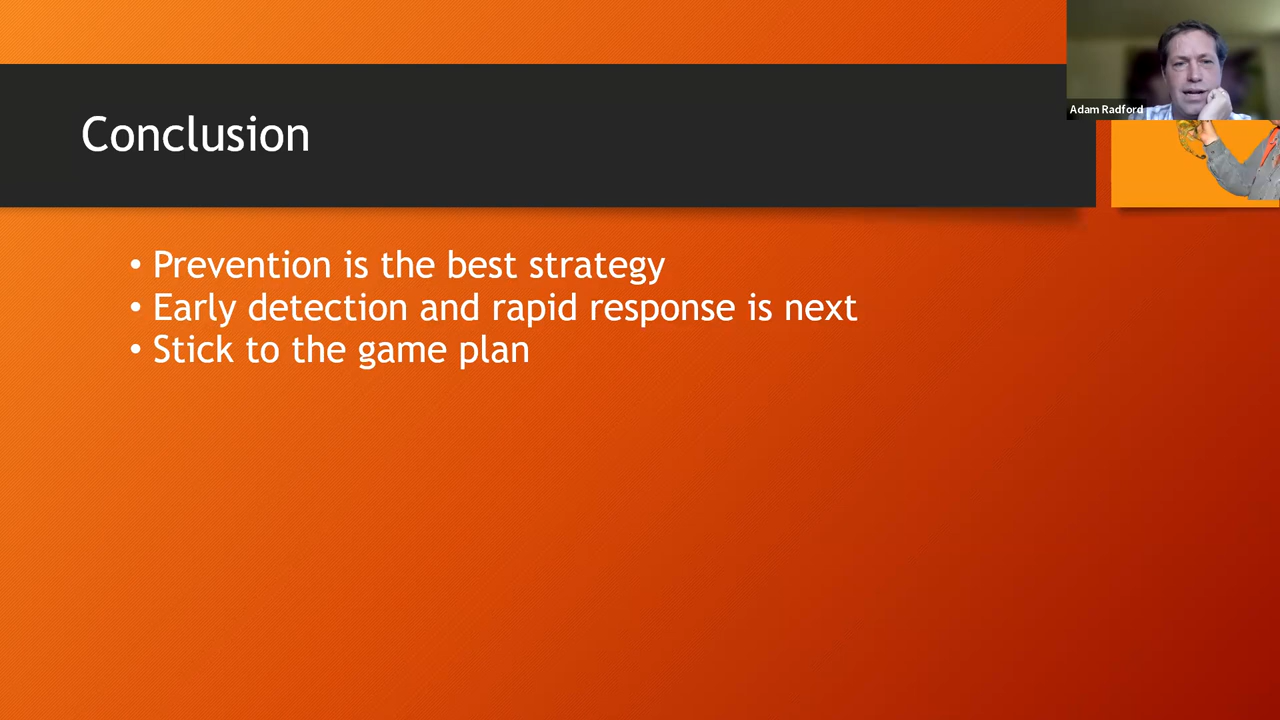 Adam Radford
Conclusion
• Prevention is the best strategy
• Early detection and rapid response is next
• Stick to the game plan